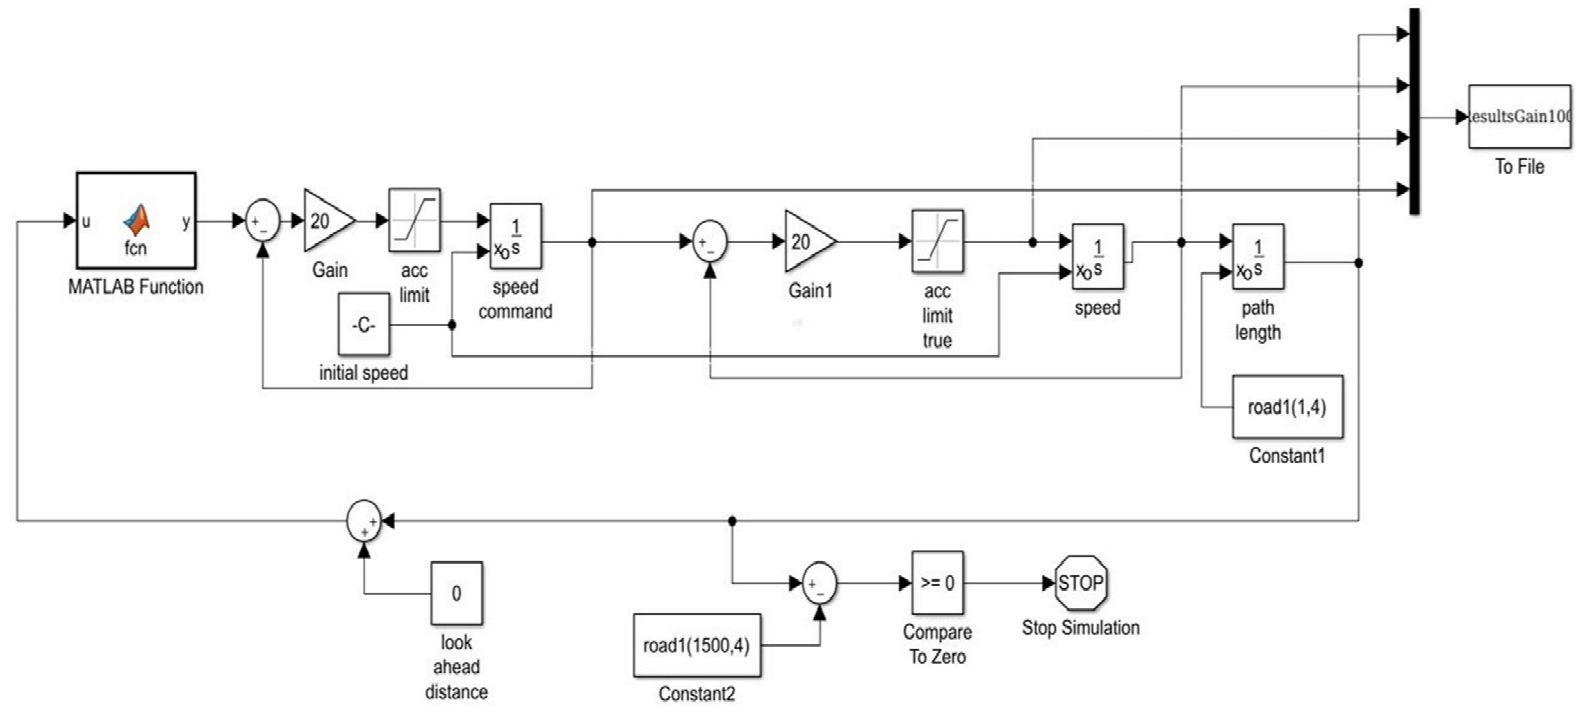 esultsGain100
To File
u
y
fcn
MATLAB Function
+
−
20
Gain
acc
limit
1
s
x₀
speed
command
-C-
initial speed
+
−
20
Gain1
acc
limit
true
1
s
x₀
speed
1
s
x₀
path
length
road1(1,4)
Constant1
+
+
0
look
ahead
distance
+
−
road1(1500,4)
Constant2
>= 0
Compare
To Zero
STOP
Stop Simulation